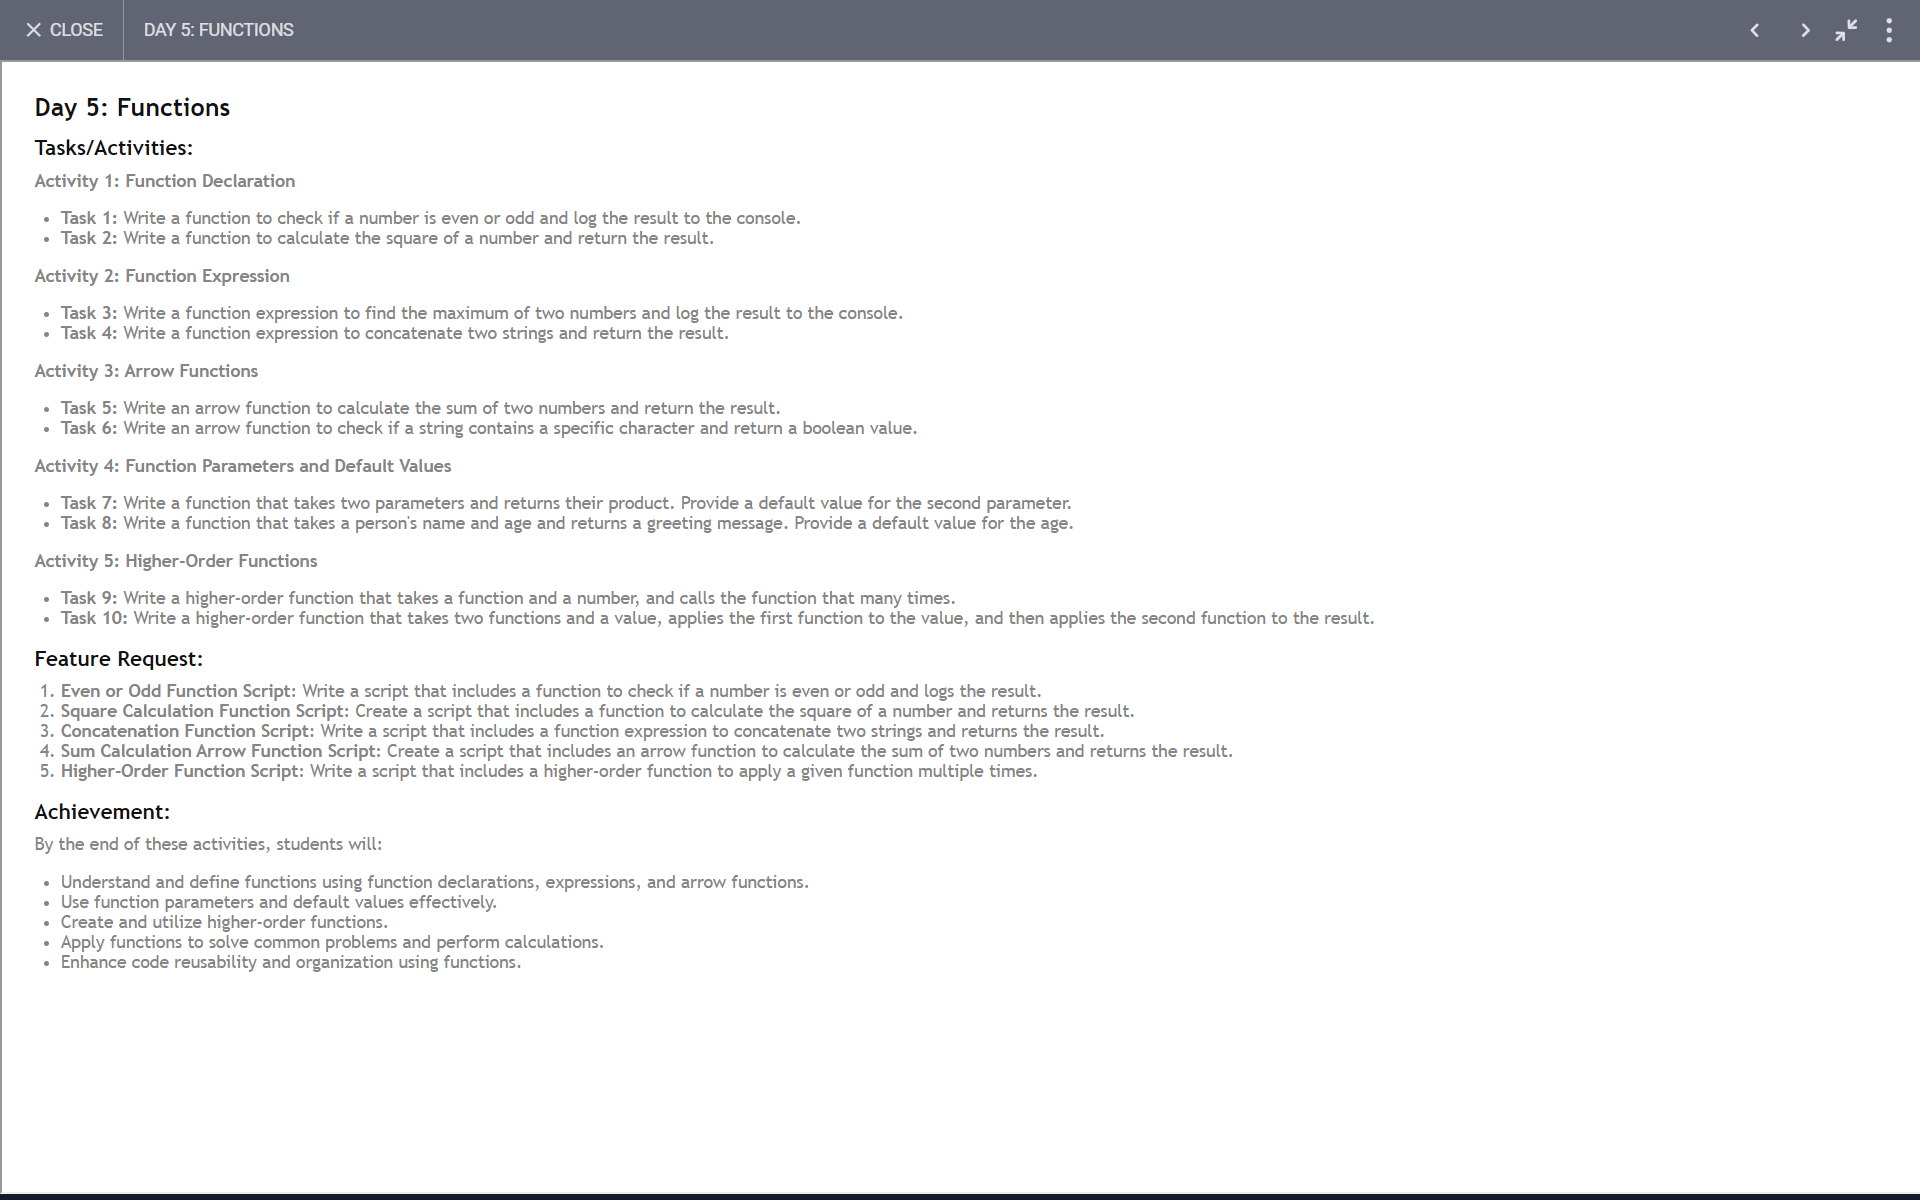 CLOSE
DAY 5: FUNCTIONS
Day 5: Functions
Tasks/Activities:
Activity 1: Function Declaration
• Task 1: Write a function to check if a number is even or odd and log the result to the console.
• Task 2: Write a function to calculate the square of a number and return the result.
Activity 2: Function Expression
• Task 3: Write a function expression to find the maximum of two numbers and log the result to the console.
• Task 4: Write a function expression to concatenate two strings and return the result.
Activity 3: Arrow Functions
• Task 5: Write an arrow function to calculate the sum of two numbers and return the result.
• Task 6: Write an arrow function to check if a string contains a specific character and return a boolean value.
Activity 4: Function Parameters and Default Values
• Task 7: Write a function that takes two parameters and returns their product. Provide a default value for the second parameter.
• Task 8: Write a function that takes a person's name and age and returns a greeting message. Provide a default value for the age.
Activity 5: Higher-Order Functions
• Task 9: Write a higher-order function that takes a function and a number, and calls the function that many times.
• Task 10: Write a higher-order function that takes two functions and a value, applies the first function to the value, and then applies the second function to the result.
Feature Request:
1. Even or Odd Function Script: Write a script that includes a function to check if a number is even or odd and logs the result.
2. Square Calculation Function Script: Create a script that includes a function to calculate the square of a number and returns the result.
3. Concatenation Function Script: Write a script that includes a function expression to concatenate two strings and returns the result.
4. Sum Calculation Arrow Function Script: Create a script that includes an arrow function to calculate the sum of two numbers and returns the result.
5. Higher-Order Function Script: Write a script that includes a higher-order function to apply a given function multiple times.
Achievement:
By the end of these activities, students will:
• Understand and define functions using function declarations, expressions, and arrow functions.
• Use function parameters and default values effectively.
• Create and utilize higher-order functions.
• Apply functions to solve common problems and perform calculations.
• Enhance code reusability and organization using functions.